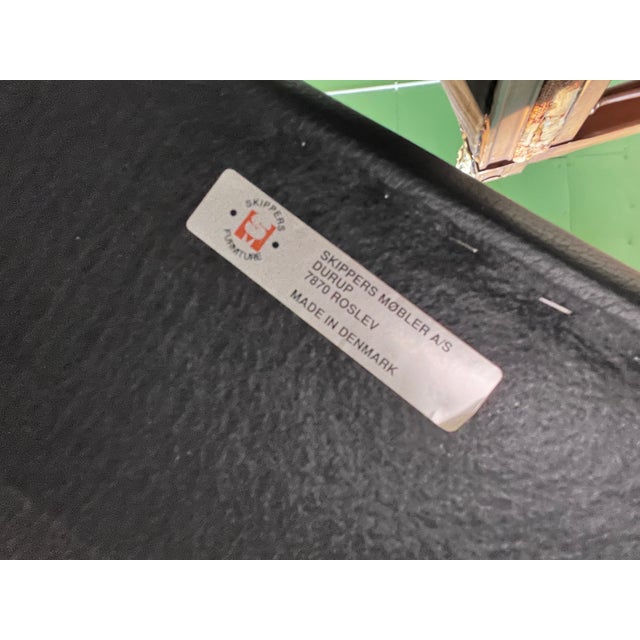 SKIPPERS
FURNITURE
SKIPPERS MØBLER A/S
DURUP
7870 ROSLEV
MADE IN DENMARK